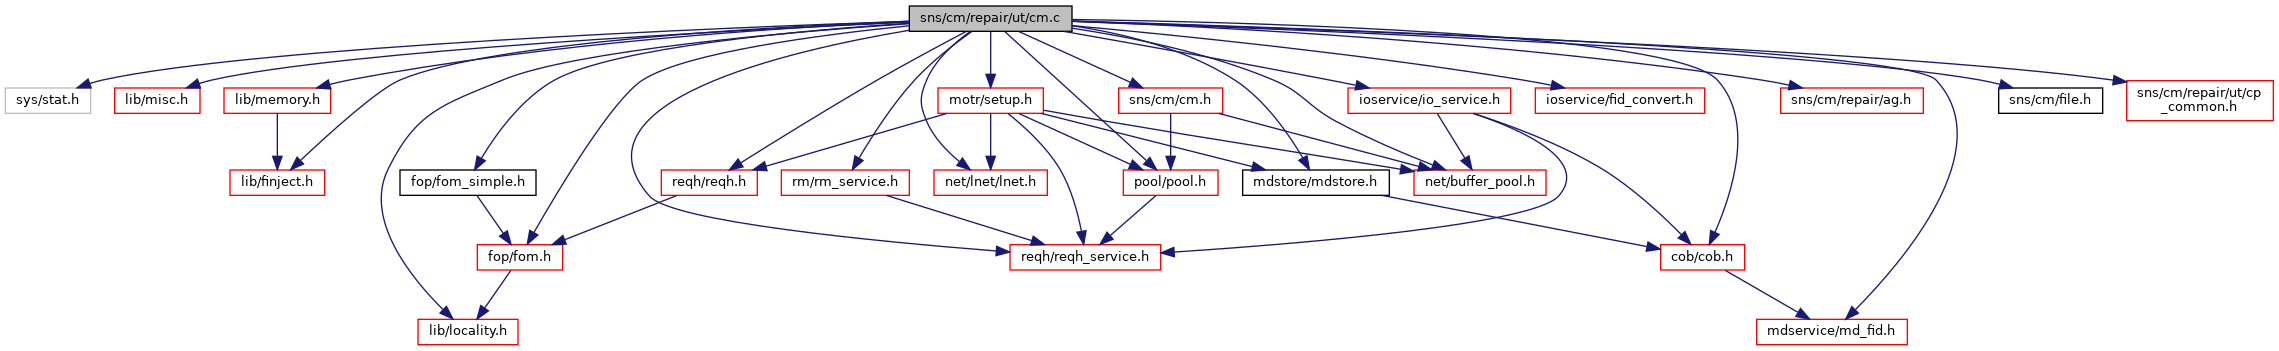 sns/cm/repair/ut/cm.c
sys/stat.h
lib/misc.h
lib/memory.h
motr/setup.h
sns/cm/cm.h
ioservice/io_service.h
ioservice/fid_convert.h
sns/cm/repair/ag.h
sns/cm/file.h
sns/cm/repair/ut/cp
_common.h
lib/finject.h
fop/fom_simple.h
reqh/reqh.h
rm/rm_service.h
net/lnet/lnet.h
pool/pool.h
mdstore/mdstore.h
net/buffer_pool.h
fop/fom.h
reqh/reqh_service.h
cob/cob.h
lib/locality.h
mdservice/md_fid.h